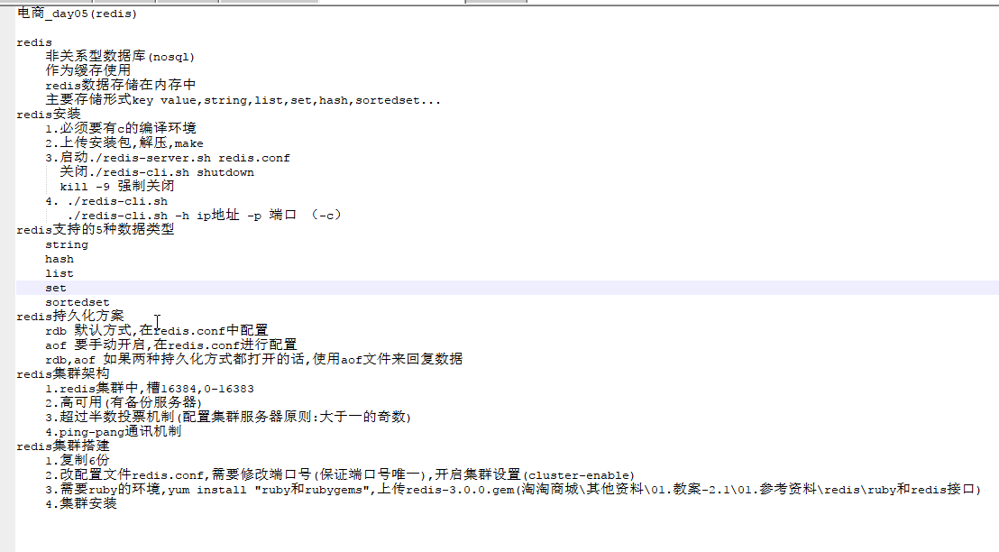 电商_day05(redis)
redis
非关系型数据库(nosql)
作为缓存使用
redis数据存储在内存中
主要存储形式key value,string,list,set,hash,sortedset...
redis安装
1.必须要有c的编译环境
2.上传安装包,解压,make
3.启动./redis-server.sh redis.conf
关闭./redis-cli.sh shutdown
kill -9 强制关闭
4. ./redis-cli.sh
./redis-cli.sh -h ip地址 -p 端口 （-c）
redis支持的5种数据类型
string
hash
list
set
sortedset
redis持久化方案
rdb 默认方式,在redis.conf中配置
aof 要手动开启,在redis.conf进行配置
rdb,aof 如果两种持久化方式都打开的话,使用aof文件来回复数据
redis集群架构
1.redis集群中,槽16384,0-16383
2.高可用(有备份服务器)
3.超过半数投票机制(配置集群服务器原则:大于一的奇数)
4.ping-pang通讯机制
redis集群搭建
1.复制6份
2.改配置文件redis.conf,需要修改端口号(保证端口号唯一),开启集群设置(cluster-enable)
3.需要ruby的环境,yum install "ruby和rubygems",上传redis-3.0.0.gem(淘淘商城\其他资料\01.教案-2.1\01.参考资料\redis\ruby和redis接口)
4.集群安装